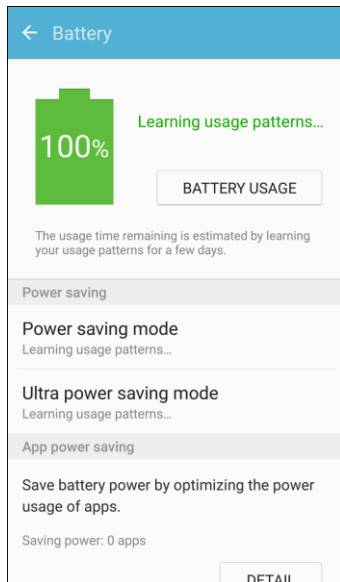 Battery
Learning usage patterns...
100%
BATTERY USAGE
The usage time remaining is estimated by learning
your usage patterns for a few days.
Power saving
Power saving mode
Learning usage patterns...
Ultra power saving mode
Learning usage patterns...
App power saving
Save battery power by optimizing the power
usage of apps.
Saving power: 0 apps
DETAIL